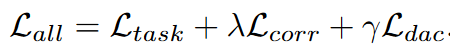 ℒ_all = ℒ_task + λℒ_corr + γℒ_dac.